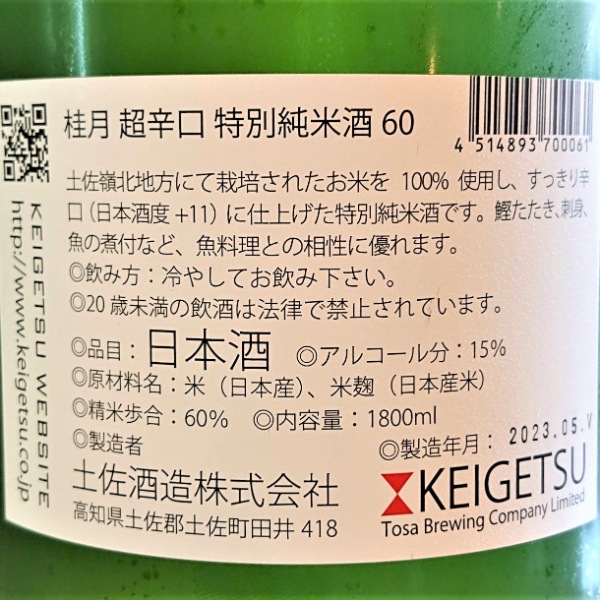 桂月 超辛口 特別純米酒 60
4 514893 700061
土佐嶺北地方にて栽培されたお米を 100% 使用し、すっきり辛
口（日本酒度 +11）に仕上げた特別純米酒です。鰹たたき、刺身、
魚の煮付など、魚料理との相性に優れます。
◎飲み方：冷やしてお飲み下さい。
◎20 歳未満の飲酒は法律で禁止されています。
◎品目：日本酒 ◎アルコール分：15%
◎原材料名：米（日本産）、米麹（日本産米）
◎精米歩合：60% ◎内容量：1800ml
◎製造者
◎製造年月：2023.05.V
土佐酒造株式会社
高知県土佐郡土佐町田井 418
KEIGETSU
Tosa Brewing Company Limited
KEIGETSU WEBSITE
http://www.keigetsu.co.jp